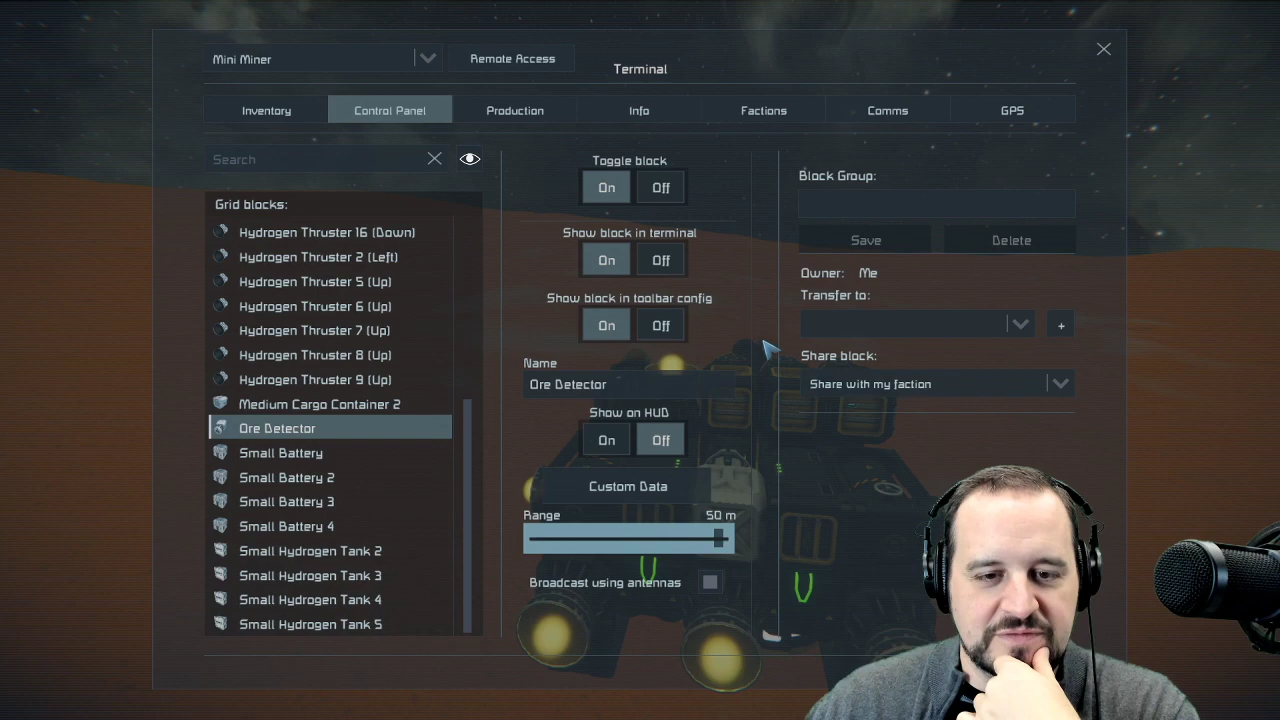 Mini Miner
Remote Access
Terminal
Inventory
Control Panel
Production
Info
Factions
Comms
GPS
Search
Grid blocks:
Hydrogen Thruster 16 (Down)
Hydrogen Thruster 2 (Left)
Hydrogen Thruster 5 (Up)
Hydrogen Thruster 6 (Up)
Hydrogen Thruster 7 (Up)
Hydrogen Thruster 8 (Up)
Hydrogen Thruster 9 (Up)
Medium Cargo Container 2
Ore Detector
Small Battery
Small Battery 2
Small Battery 3
Small Battery 4
Small Hydrogen Tank 2
Small Hydrogen Tank 3
Small Hydrogen Tank 4
Small Hydrogen Tank 5
Toggle block
On Off
Show block in terminal
On Off
Show block in toolbar config
On Off
Name
Ore Detector
Show on HUD
On Off
Custom Data
Range 50 m
Broadcast using antennas
Block Group:
Save Delete
Owner: Me
Transfer to:
+
Share block:
Share with my faction